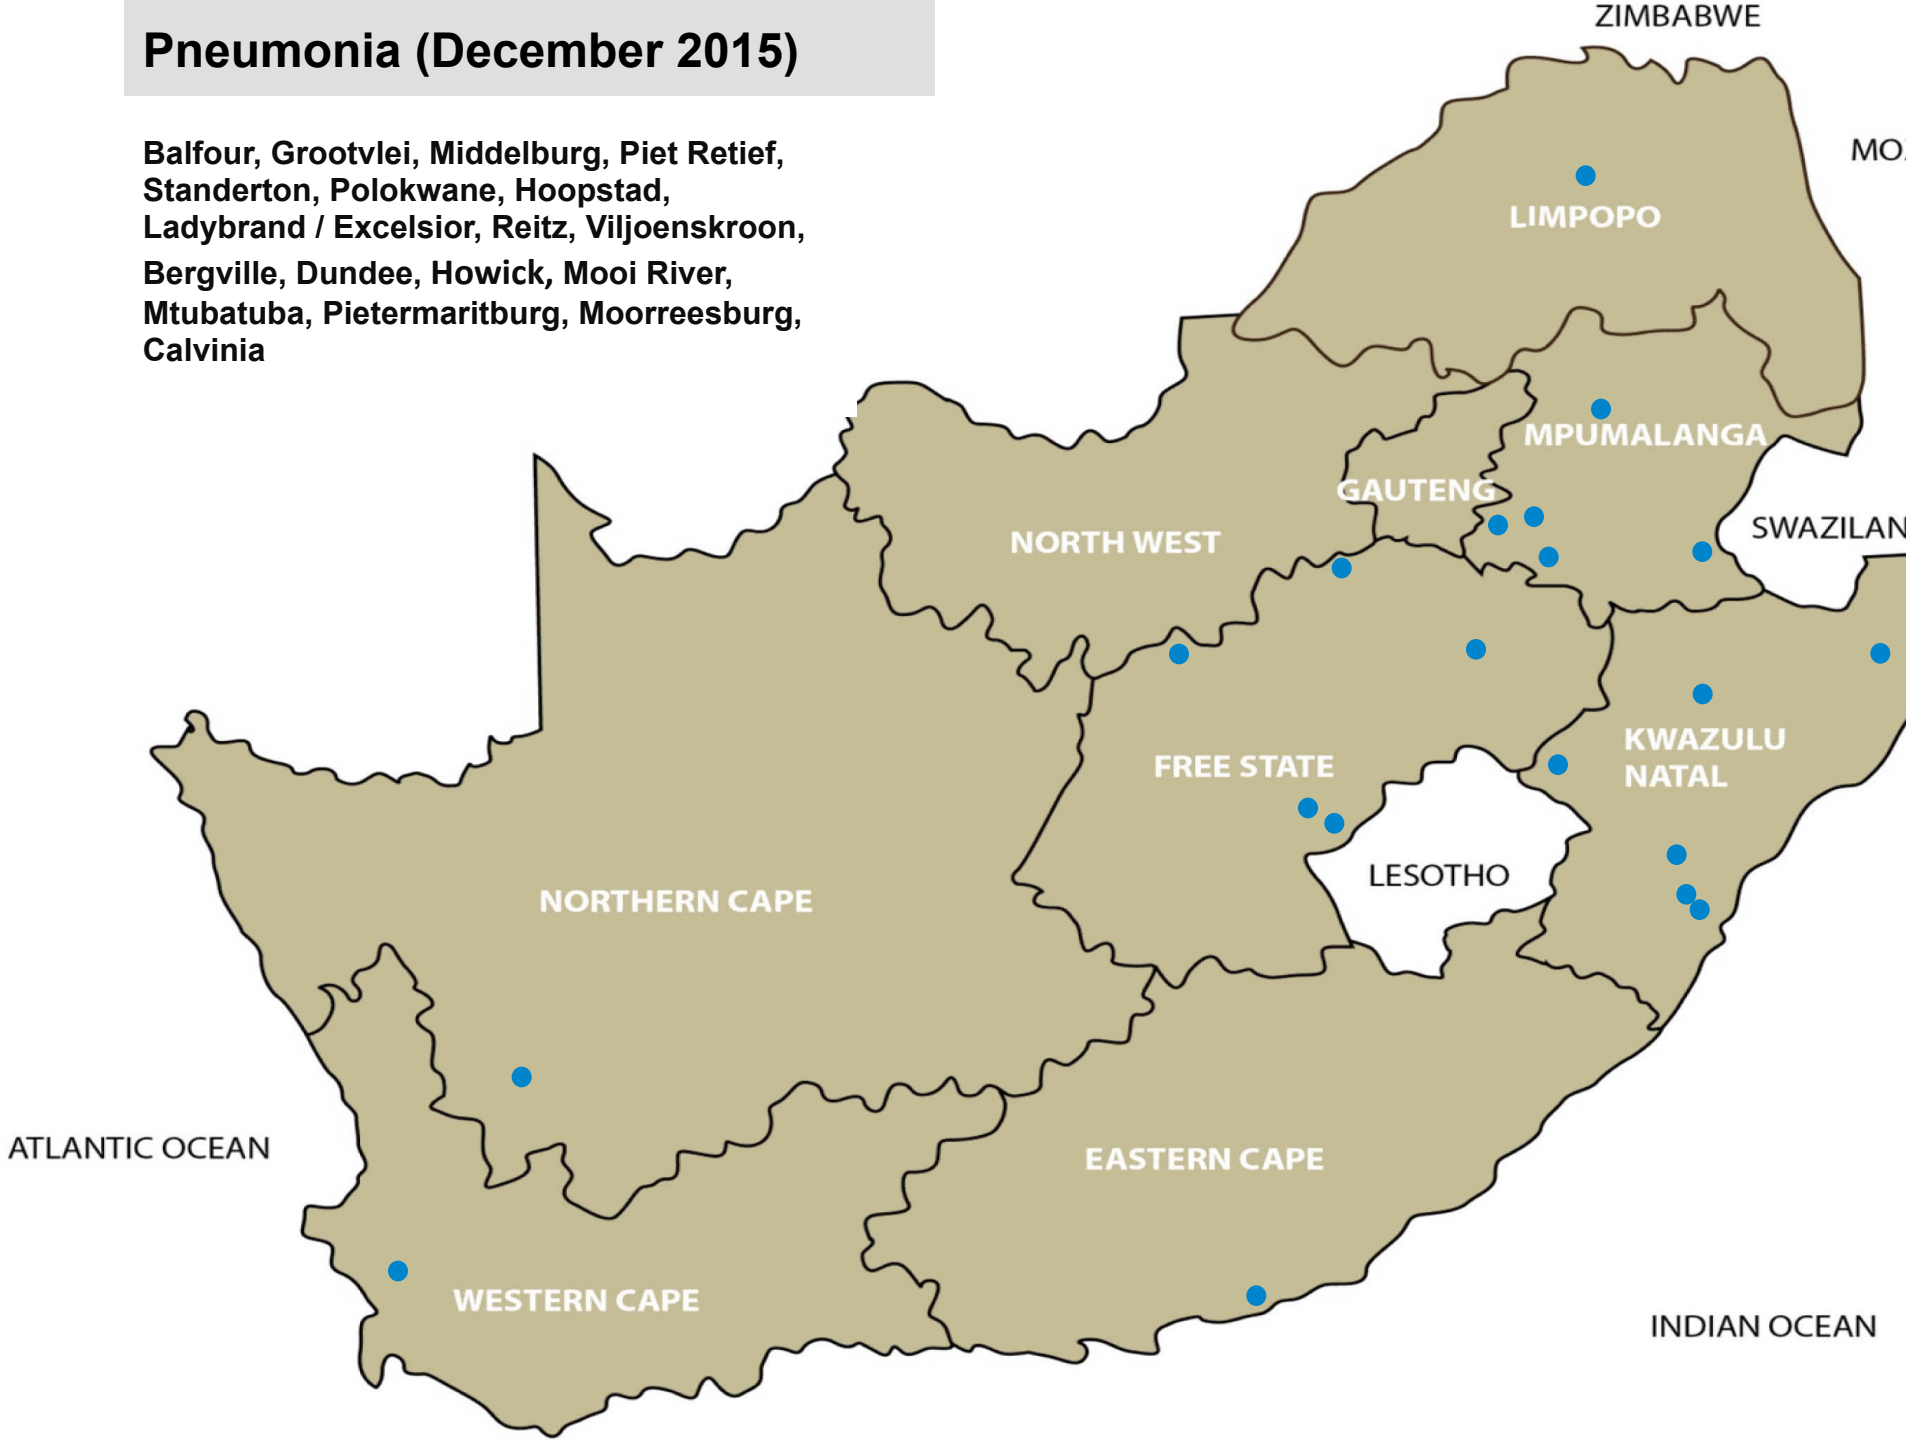 Pneumonia (December 2015)
Balfour, Grootvlei, Middelburg, Piet Retief,
Standerton, Polokwane, Hoopstad,
Ladybrand / Excelsior, Reitz, Viljoenskroon,
Bergville, Dundee, Howick, Mooi River,
Mtubatuba, Pietermaritburg, Moorreesburg,
Calvinia
ZIMBABWE
MO
LIMPOPO
MPUMALANGA
GAUTENG
NORTH WEST
SWAZILAN
KWAZULU
NATAL
FREE STATE
LESOTHO
NORTHERN CAPE
ATLANTIC OCEAN
EASTERN CAPE
WESTERN CAPE
INDIAN OCEAN